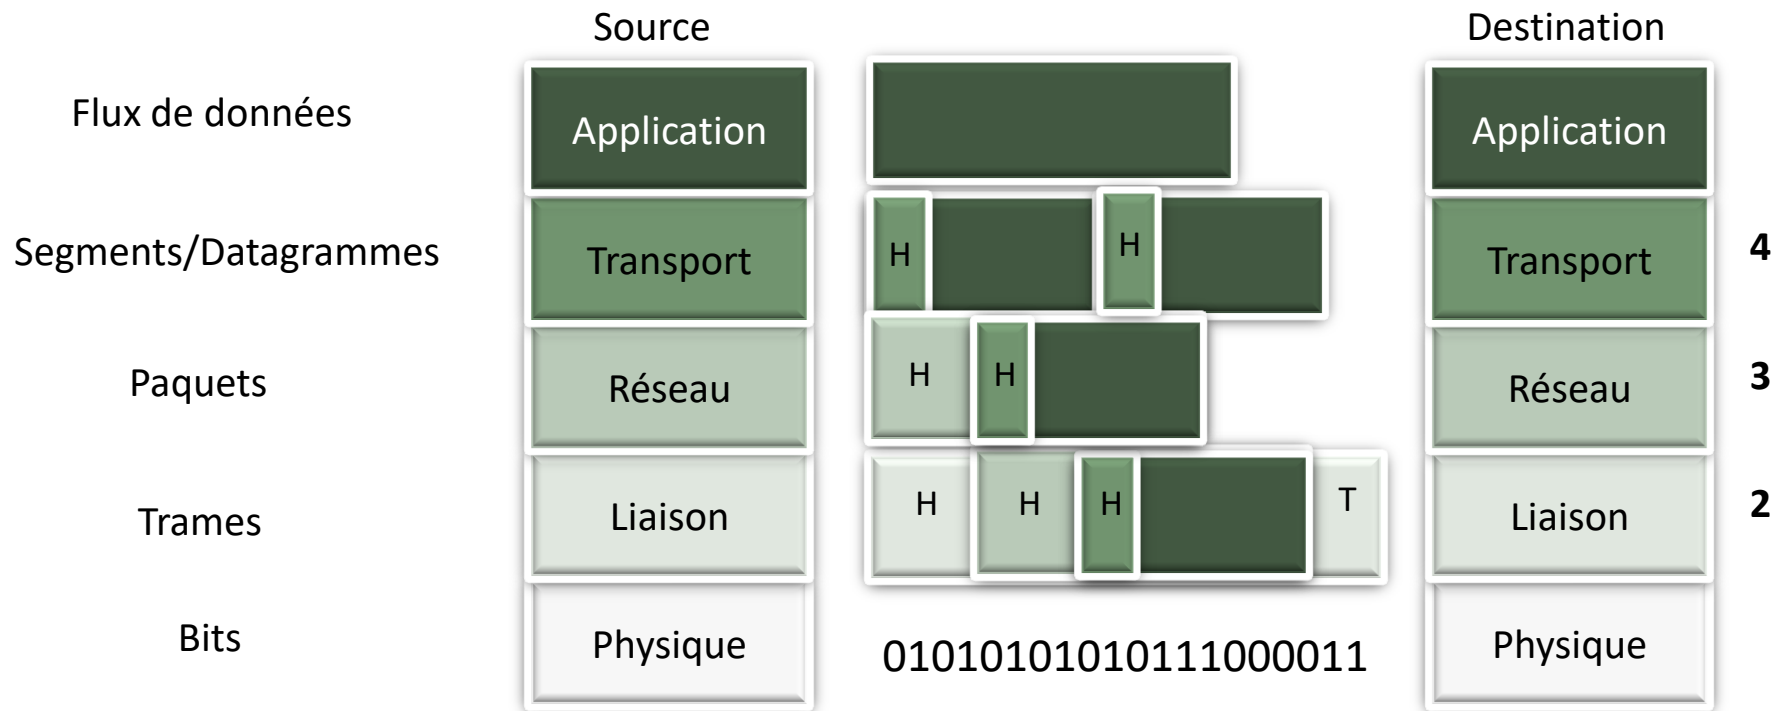 Source
Destination
Flux de données
Application
Application
Segments/Datagrammes
Transport
H
H
Transport
4
Paquets
Réseau
H
H
Réseau
3
Trames
Liaison
H
H
H
T
Liaison
2
Bits
Physique
01010101010111000011
Physique